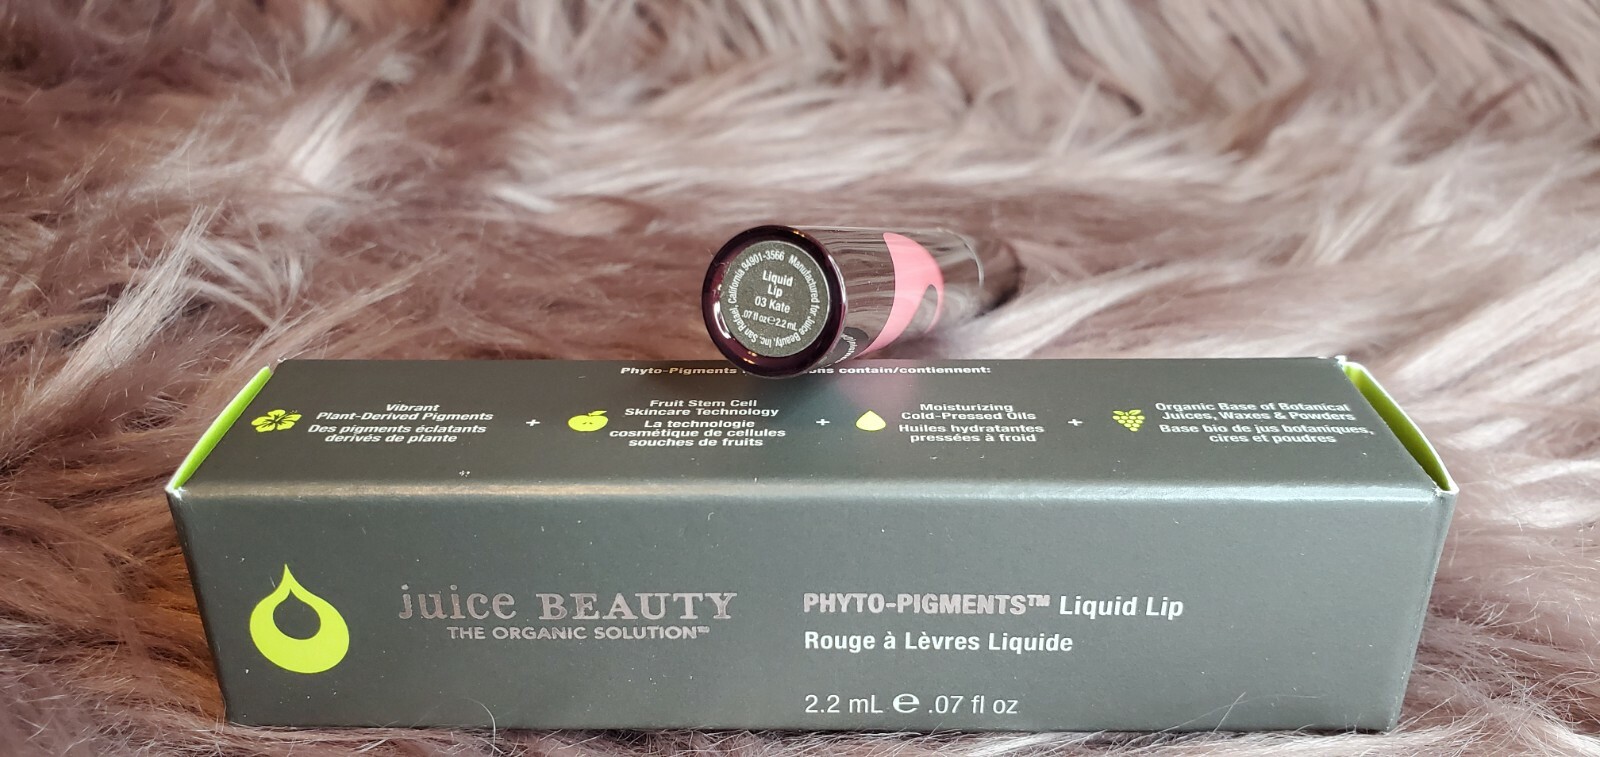 Manufactured for Juice Beauty, Inc. San Rafael, California 94901-3566
Liquid
Lip
03 Kate
.07 fl oz e 2.2 mL
Phyto-Pigments contain/contiennent:
Vibrant
Plant-Derived Pigments
Des pigments éclatants
derivés de plante
+
Fruit Stem Cell
Skincare Technology
La technologie
cosmétique de cellules
souches de fruits
+
Moisturizing
Cold-Pressed Oils
Huiles hydratantes
pressées à froid
+
Organic Base of Botanical
Juices, Waxes & Powders
Base bio de jus botaniques,
cires et poudres
juice BEAUTY
THE ORGANIC SOLUTION™
PHYTO-PIGMENTS™ Liquid Lip
Rouge à Lèvres Liquide
2.2 mL e .07 fl oz